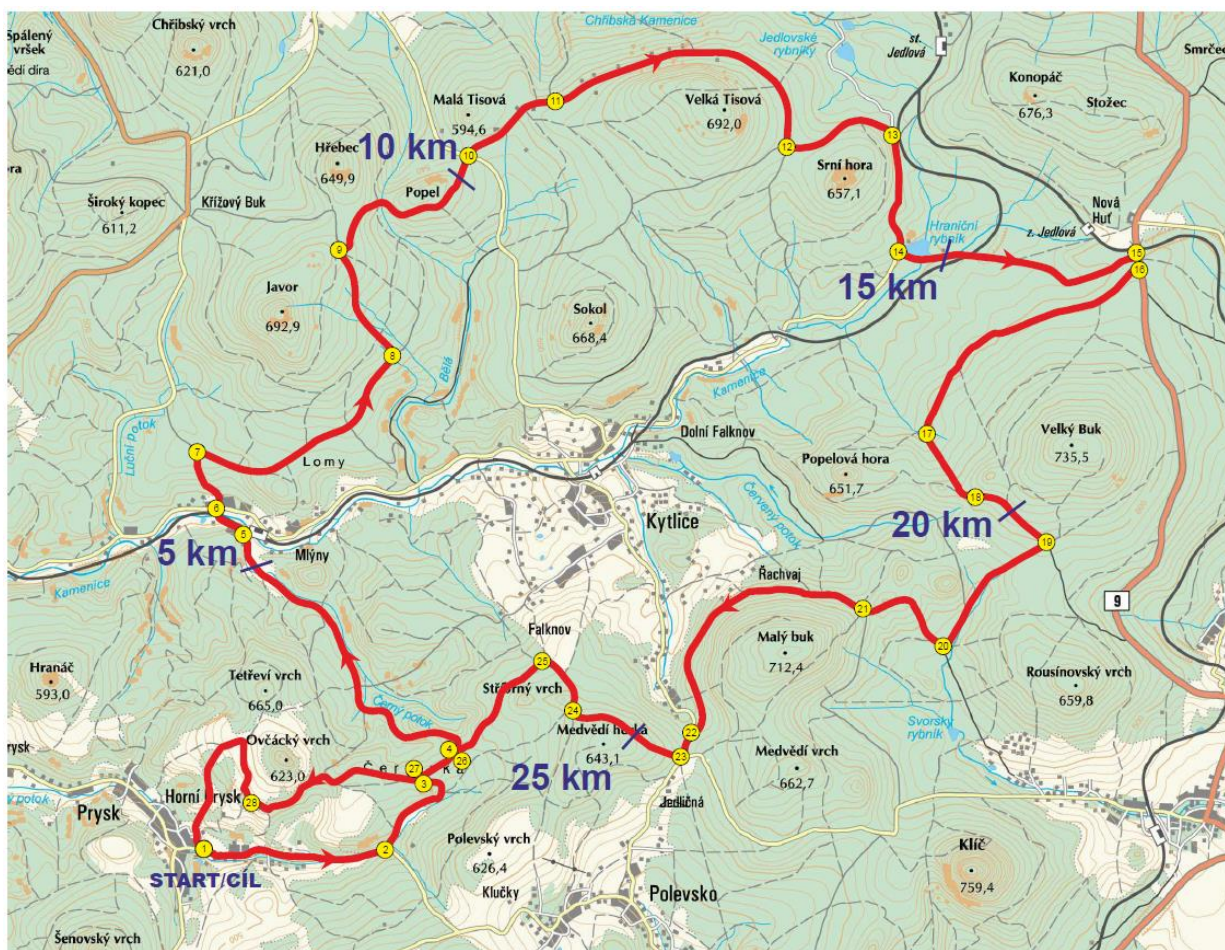 Chřibský vrch
621,0
Spálený
vršek
ědí díra
Chřibská Kamenice
Jedlovské
rybníky
st.
Jedlová
Smrčec
Konopáč
676,3
Stožec
Malá Tisová
594,6
11
Velká Tisová
692,0
10 km
10
12
13
Hřebec
649,9
Popel
Srní hora
657,1
ora
Široký kopec
611,2
Křížový Buk
Nová
Huť
z. Jedlová
Hraniční
rybník
9
14
15
16
15 km
Javor
692,9
Sokol
668,4
8
Bělá
Kamenice
Luční potok
7
Lomy
Dolní Falknov
17
Velký Buk
735,5
Popelová hora
651,7
Červený potok
6
5
5 km
Mlýny
Kamenice
Kytlice
18
20 km
19
Řachvaj
9
21
Falknov
Malý buk
712,4
20
25
Hranáč
593,0
Tetřeví vrch
665,0
Stříbrný vrch
24
Rousínovský vrch
659,8
Černý potok
Svorský
rybník
22
23
Medvědí
643,1
25 km
Medvědí vrch
662,7
Ovčácký vrch
623,0
4
26
27
3
Prysk
Horní Prysk
28
Jedličná
1
2
START/CÍL
Polevský vrch
626,4
Klučky
Polevsko
Klíč
759,4
Šenovský vrch